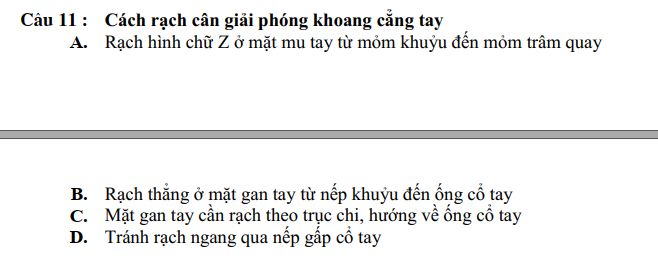 Câu 11 : Cách rạch cân giải phóng khoang cẳng tay
A. Rạch hình chữ Z ở mặt mu tay từ mỏm khuỷu đến mỏm trâm quay
B. Rạch thẳng ở mặt gan tay từ nếp khuỷu đến ống cổ tay
C. Mặt gan tay cần rạch theo trục chi, hướng về ống cổ tay
D. Tránh rạch ngang qua nếp gấp cổ tay